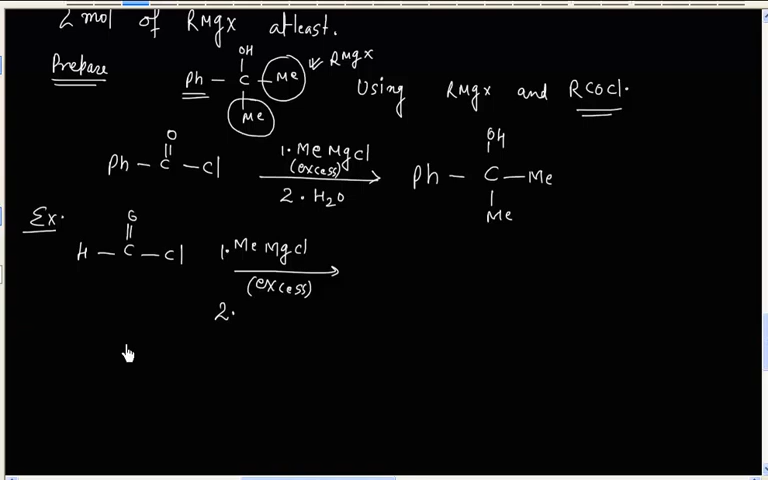 2 mol of RMgX atleast.
OH
Prepare Ph - C - Me RMgX Using RMgX and RCOCl.
Me
O OH
Ph - C - Cl 1. MeMgCl Ph - C - Me
(excess)
2. H2O Me
Ex.
O
H - C - Cl 1. MeMgCl
(excess)
2.